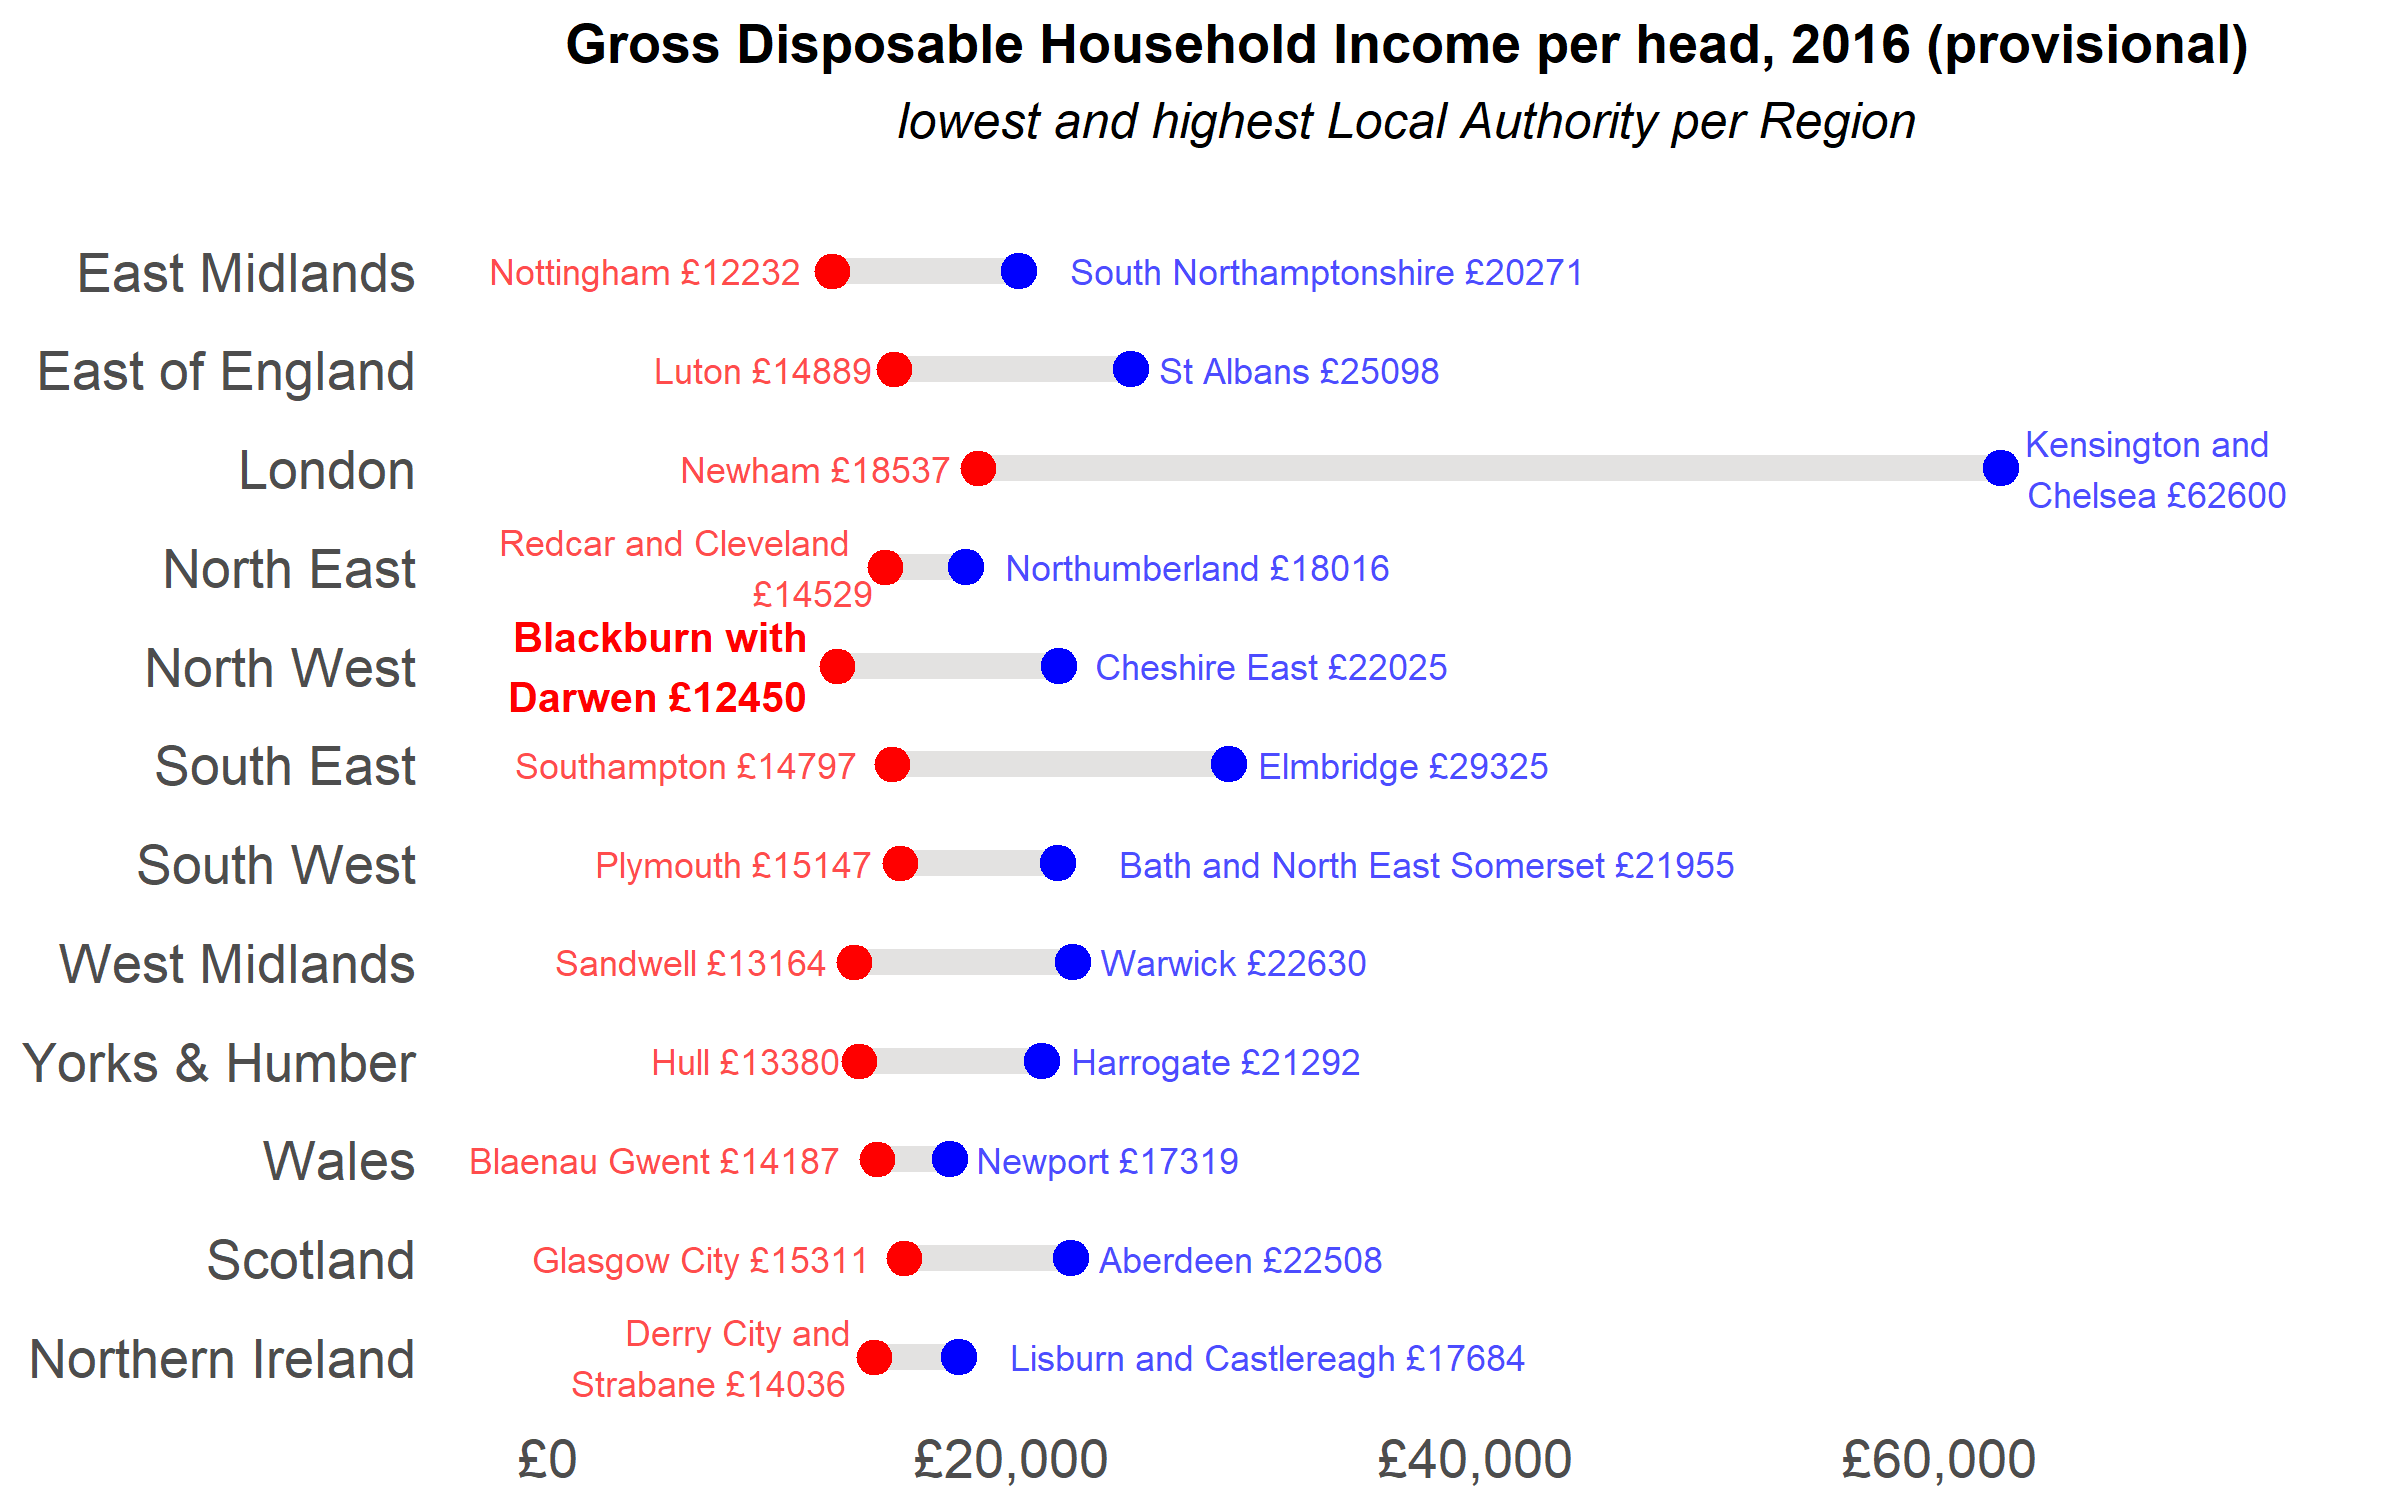 Gross Disposable Household Income per head, 2016 (provisional)
lowest and highest Local Authority per Region
East Midlands
Nottingham £12232
South Northamptonshire £20271
East of England
Luton £14889
St Albans £25098
London
Newham £18537
Kensington and
Chelsea £62600
North East
Redcar and Cleveland
£14529
Northumberland £18016
North West
Blackburn with
Darwen £12450
Cheshire East £22025
South East
Southampton £14797
Elmbridge £29325
South West
Plymouth £15147
Bath and North East Somerset £21955
West Midlands
Sandwell £13164
Warwick £22630
Yorks & Humber
Hull £13380
Harrogate £21292
Wales
Blaenau Gwent £14187
Newport £17319
Scotland
Glasgow City £15311
Aberdeen £22508
Northern Ireland
Derry City and
Strabane £14036
Lisburn and Castlereagh £17684
£0
£20,000
£40,000
£60,000